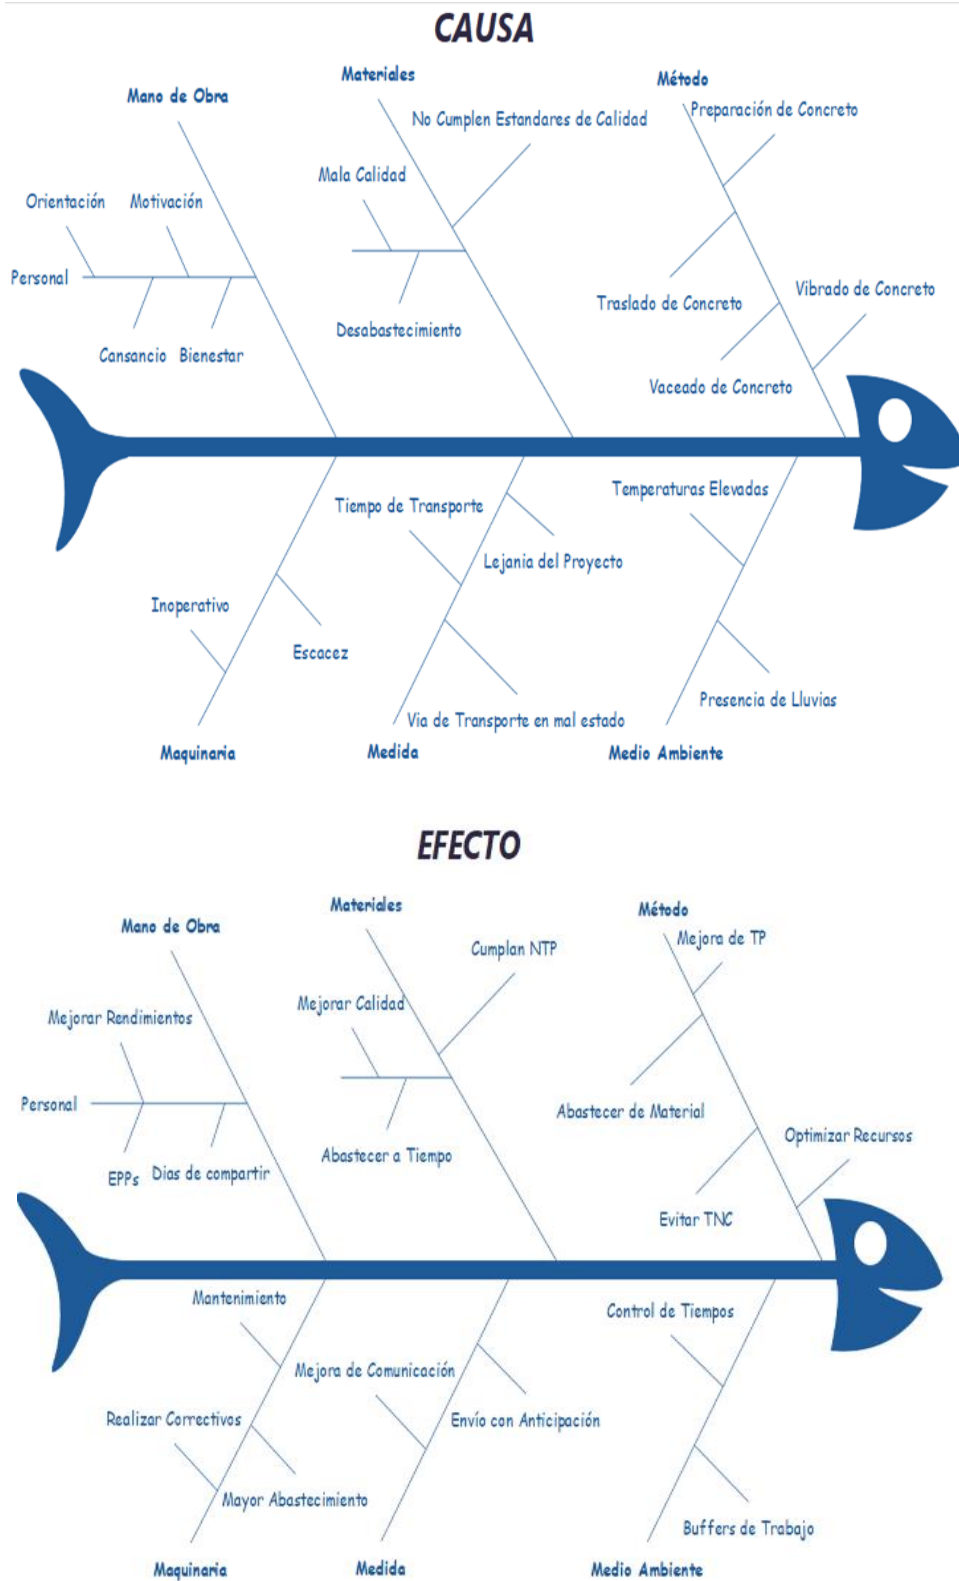 CAUSA
Materiales
Método
Mano de Obra
Preparación de Concreto
No Cumplen Estandares de Calidad
Mala Calidad
Orientación
Motivación
Personal
Vibrado de Concreto
Traslado de Concreto
Desabastecimiento
Cansancio
Bienestar
Vaceado de Concreto
Temperaturas Elevadas
Tiempo de Transporte
Lejania del Proyecto
Inoperativo
Escacez
Presencia de Lluvias
Via de Transporte en mal estado
Maquinaria
Medida
Medio Ambiente
EFECTO
Materiales
Método
Mano de Obra
Mejora de TP
Cumplan NTP
Mejorar Calidad
Mejorar Rendimientos
Personal
Abastecer de Material
Optimizar Recursos
Abastecer a Tiempo
EPPs
Dias de compartir
Evitar TNC
Mantenimiento
Control de Tiempos
Mejora de Comunicación
Realizar Correctivos
Envío con Anticipación
Mayor Abastecimiento
Buffers de Trabajo
Maquinaria
Medida
Medio Ambiente